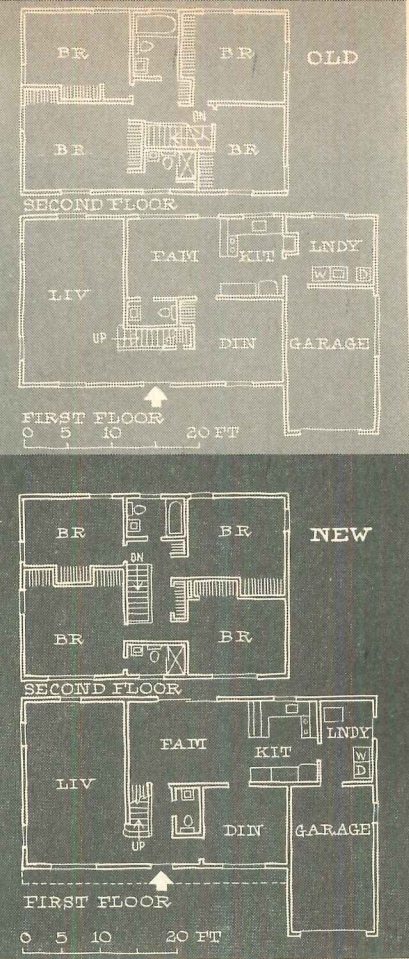 BR BR OLD
DN
BR BR
SECOND FLOOR
FAM KIT LNDY
W D
LIV
UP DIN GARAGE
FIRST FLOOR
0 5 10 20 FT
BR BR NEW
DN
BR BR
SECOND FLOOR
LNDY
FAM KIT
W
D
LIV
DIN GARAGE
UP
FIRST FLOOR
0 5 10 20 FT